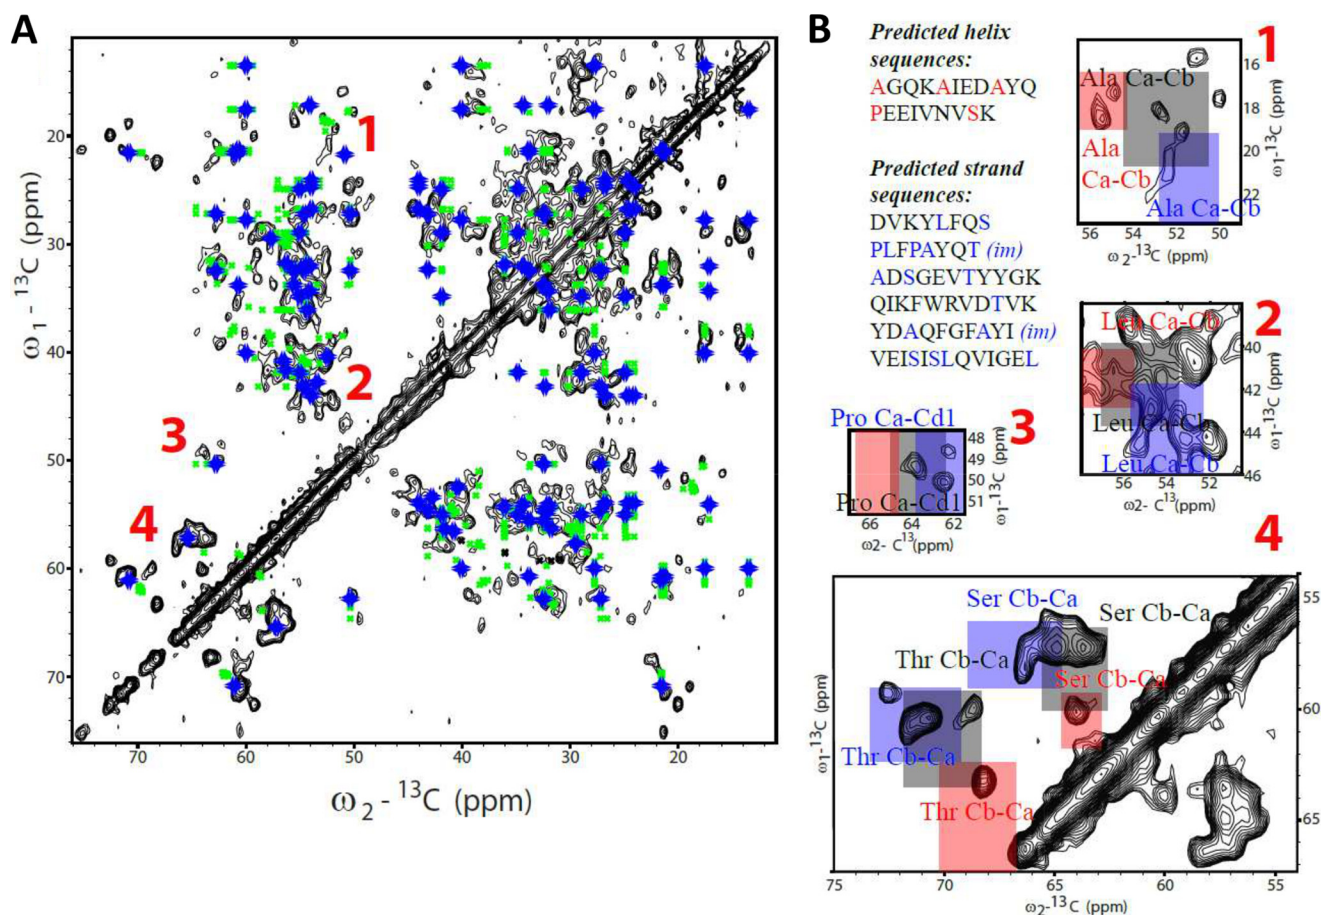 A
ω1 - 13C (ppm)
20
30
40
50
60
70
70
60
50
40
30
20
ω2 - 13C (ppm)
1
2
3
4
B
Predicted helix
sequences:
AGQKAIEDAYQ
PEEIVNVSK
Predicted strand
sequences:
DVKYLFQS
PLFPAYQT (im)
ADSGEVTYYGK
QIKFWRVDTVK
YDAQFGFAYI (im)
VEISISLQVIGEL
1
Ala Ca-Cb
Ala
Ca-Cb
Ala Ca-Cb
16
18
20
22
ω1-13C (ppm)
56
54
52
50
ω2-13C (ppm)
2
Leu Ca-Cb
Leu Ca-Cb
Leu Ca-Cb
40
42
44
46
ω1-13C (ppm)
56
54
52
ω2- C13(ppm)
3
Pro Ca-Cd1
Pro Ca-Cd1
48
49
50
51
ω1-13C (ppm)
66
64
62
ω2- C13(ppm)
4
Ser Cb-Ca
Ser Cb-Ca
Thr Cb-Ca
Ser Cb-Ca
Thr Cb-Ca
Thr Cb-Ca
ω1-13C (ppm)
55
60
65
75
70
65
60
55
ω2-13C (ppm)